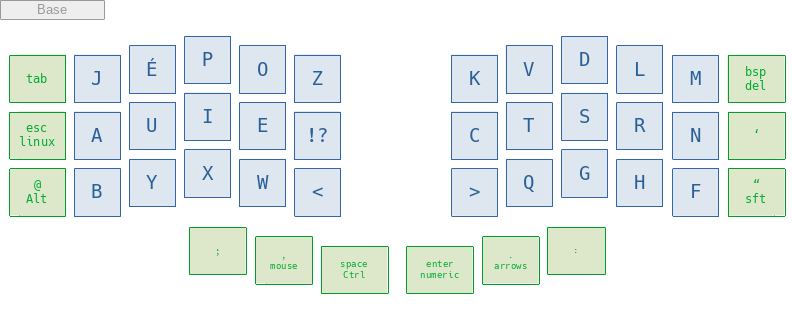 Base
tab J É P O Z K V D L M bsp
del
esc
linux A U I E !? C T S R N ‘
@
Alt B Y X W < > Q G H F “
sft
; ,
mouse space
Ctrl enter
numeric .
arrows :